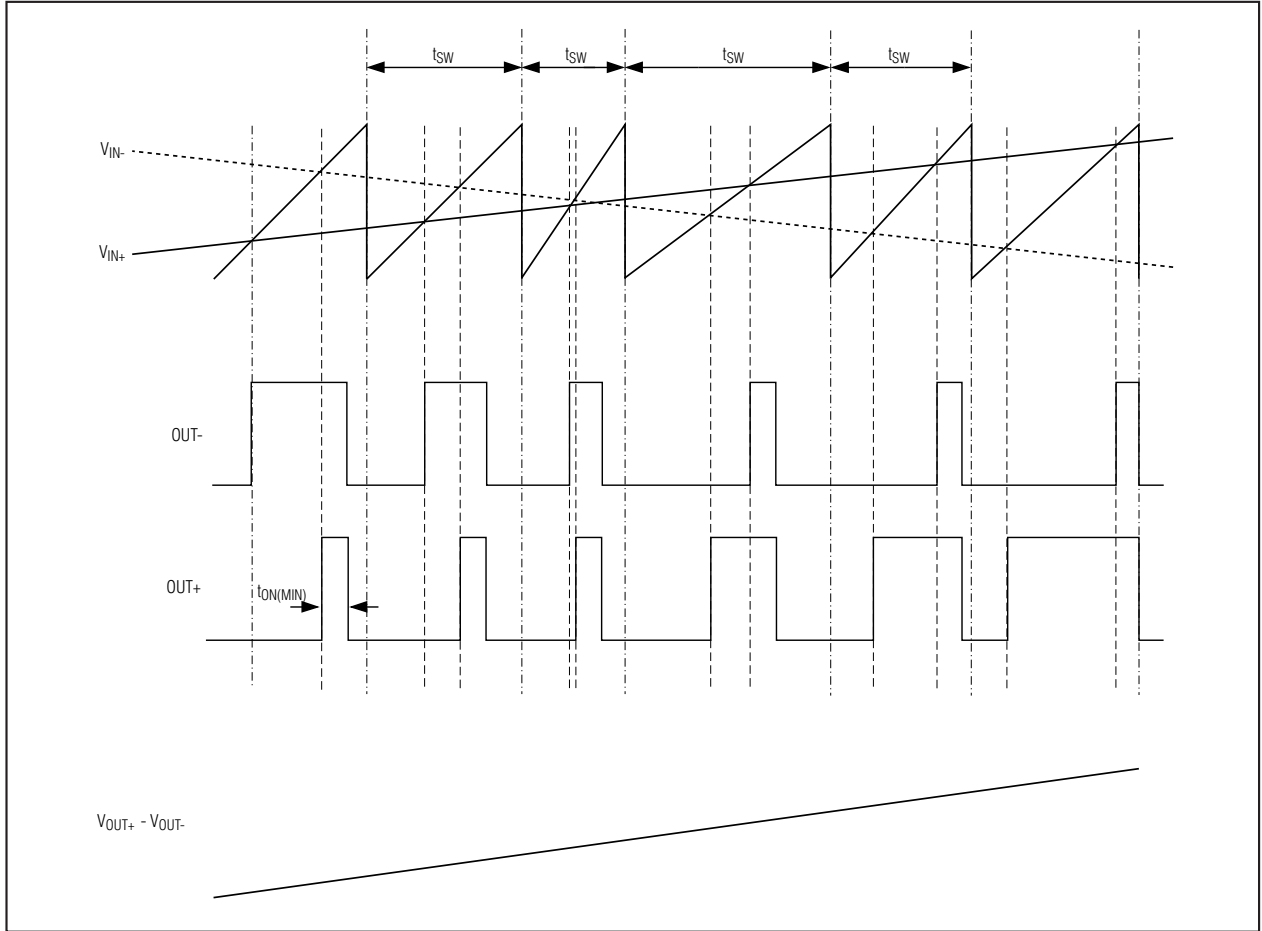 tSW tSW tSW tSW
VIN-
VIN+
OUT-
OUT+
tON(MIN)
VOUT+ - VOUT-